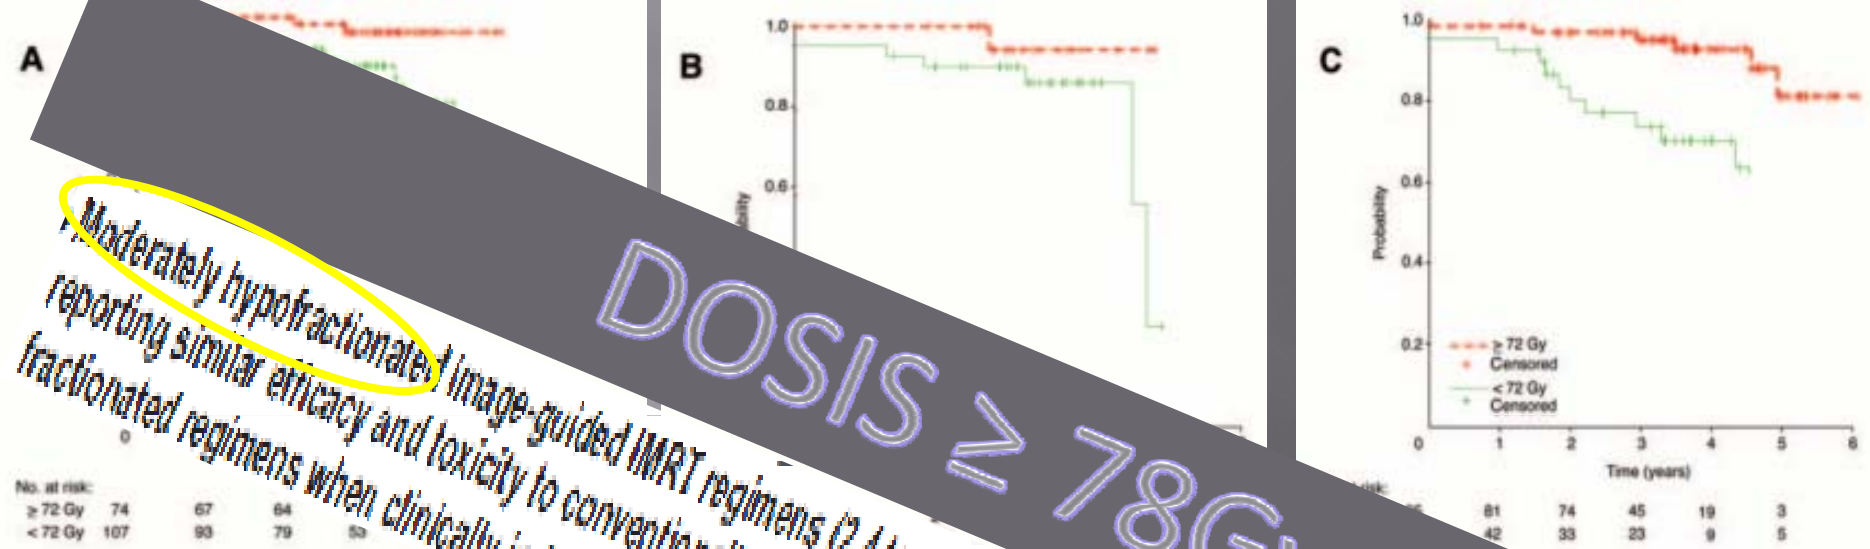 A
B
C
1.0
0.8
0.6
1.0
0.8
0.6
0.4
0.2
Probability
≥ 72 Gy
Censored
< 72 Gy
Censored
0 1 2 3 4 5 6
Time (years)
Moderately hypofractionated image-guided IMRT regimens (2.4
reporting similar efficacy and toxicity to
fractionated regimens when clinically
DOSIS ≥ 78G
0
No. at risk:
≥ 72 Gy 74 67 64
< 72 Gy 107 93 79
81 74 45 19 3
42 33 23 9 5